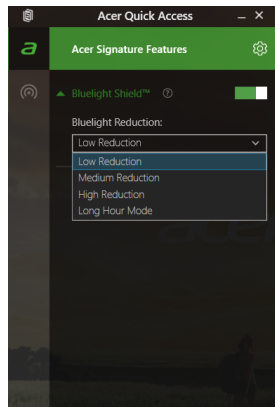 Acer Quick Access
Acer Signature Features
Bluelight Shield™
Bluelight Reduction:
Low Reduction
Low Reduction
Medium Reduction
High Reduction
Long Hour Mode